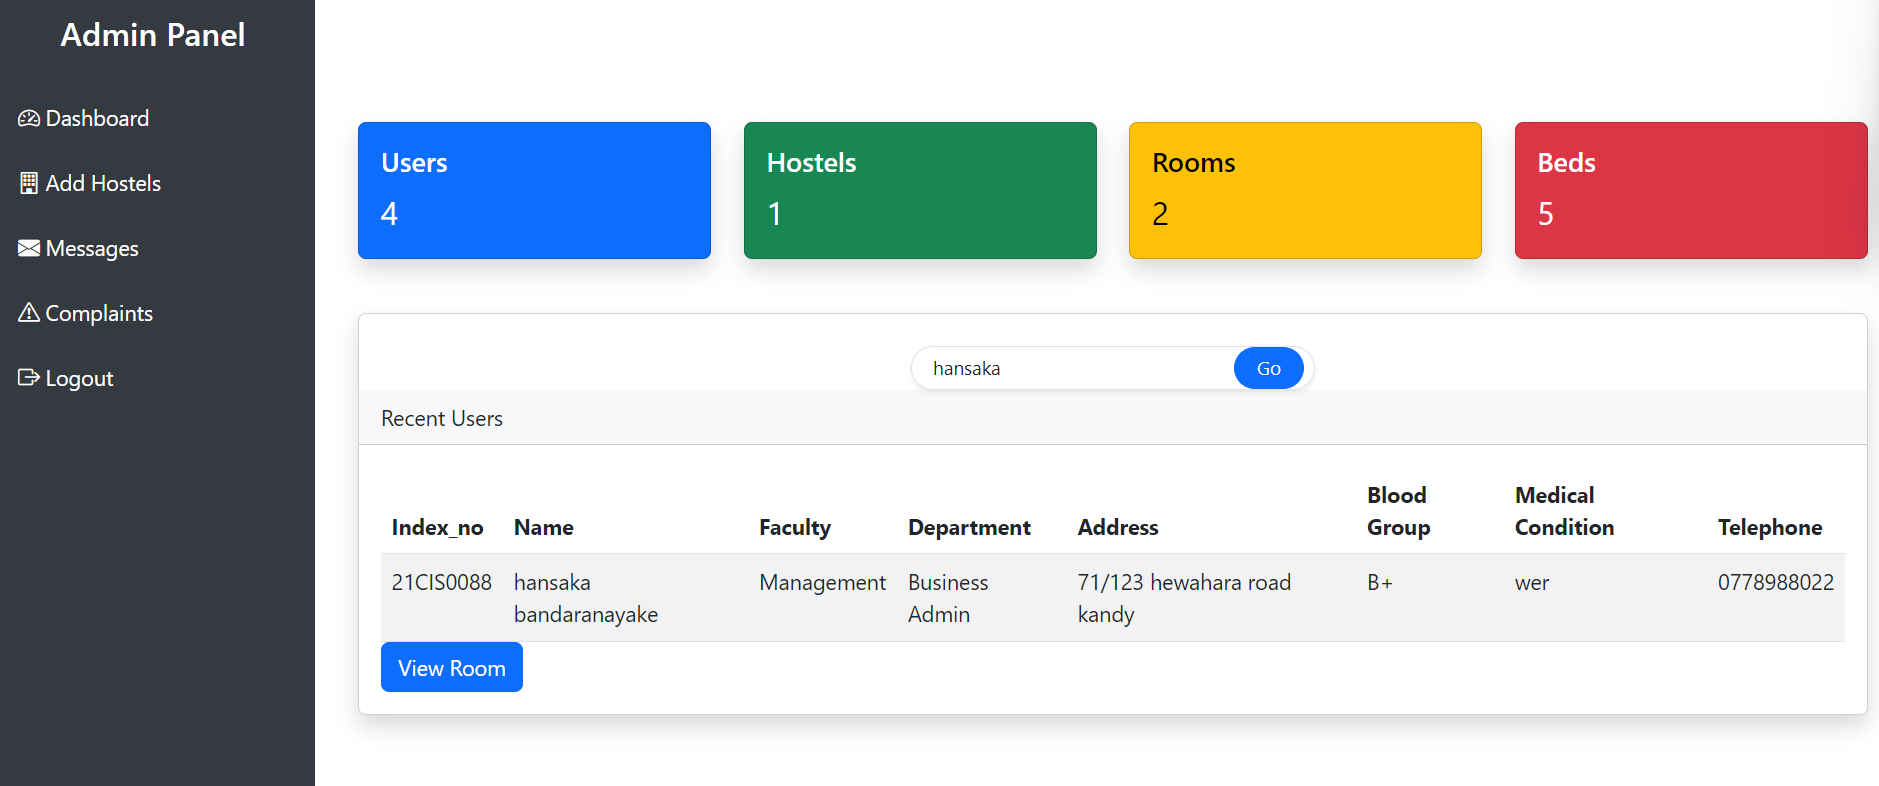 Admin Panel
Dashboard
Add Hostels
Messages
Complaints
Logout
Users
4
Hostels
1
Rooms
2
Beds
5
hansaka
Go
Recent Users
Index_no Name Faculty Department Address Blood Group Medical Condition Telephone
21CIS0088 hansaka bandaranayake Management Business Admin 71/123 hewahara road kandy B+ wer 0778988022
View Room